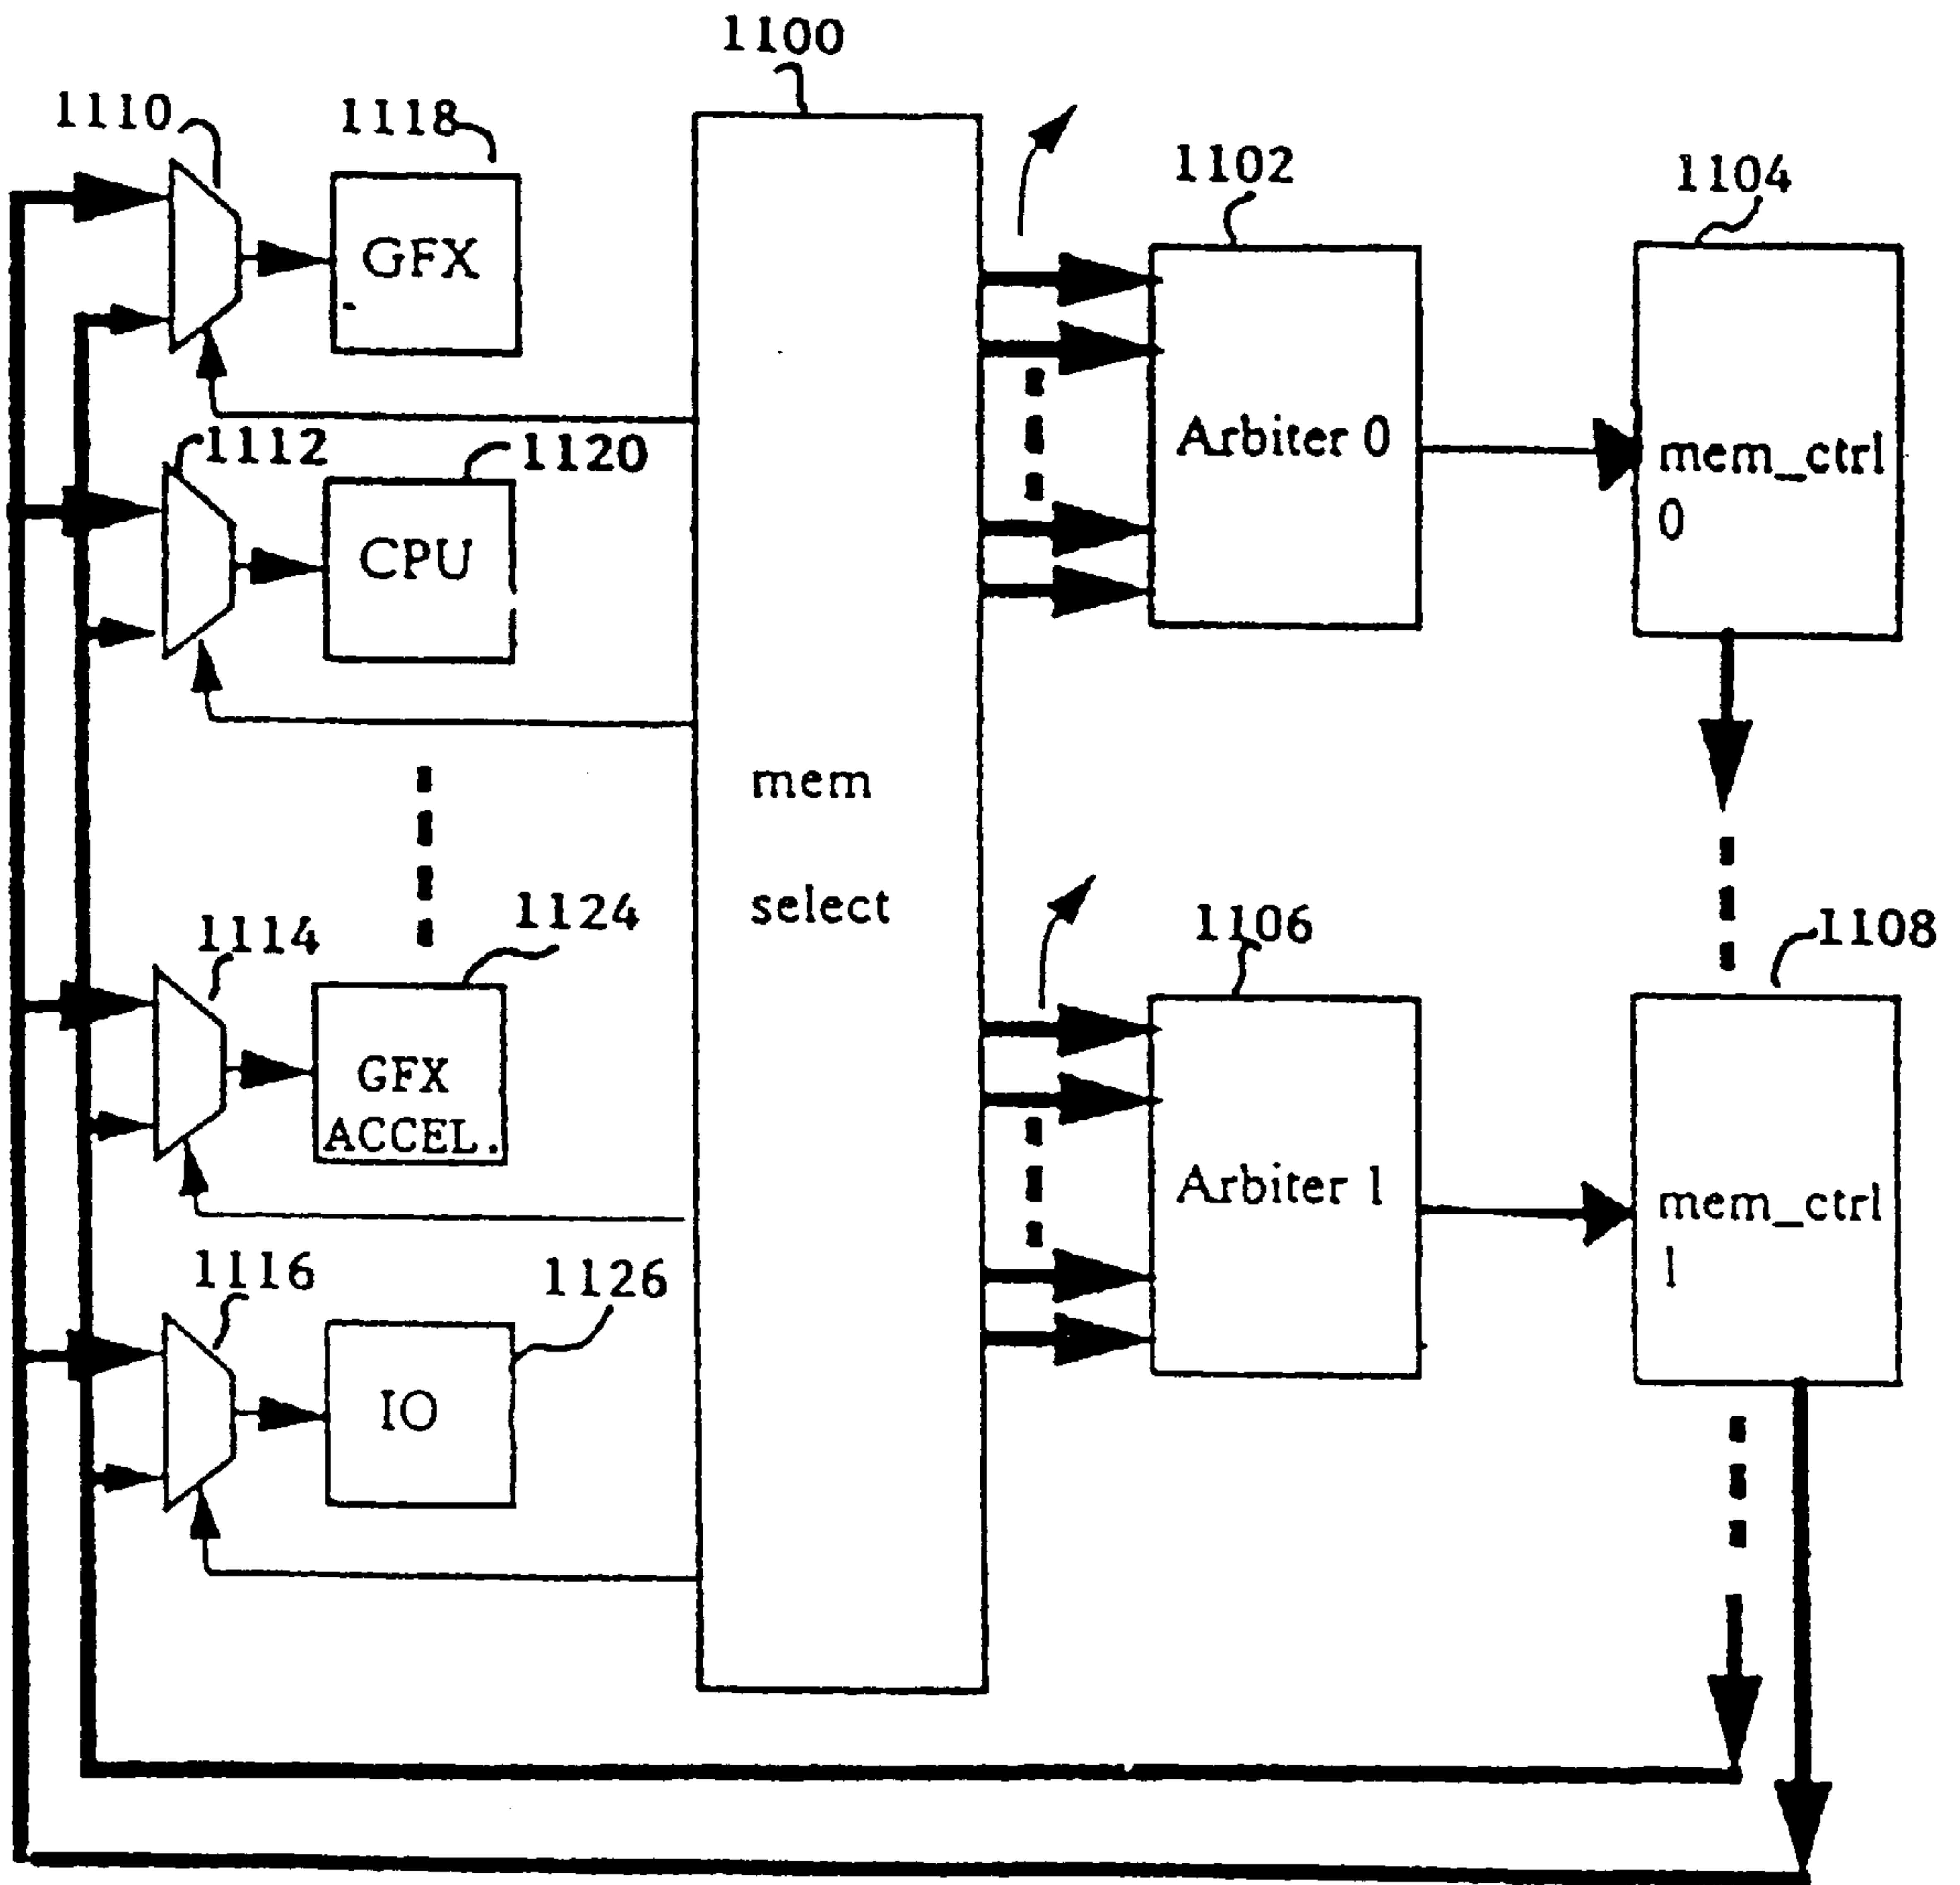 1100
1110
1118
GFX
1102
1104
Arbiter 0
mem_ctrl
0
1112
1120
CPU
mem
select
1114
1124
GFX
ACCEL.
1106
1108
Arbiter 1
mem_ctrl
1
1116
1126
IO